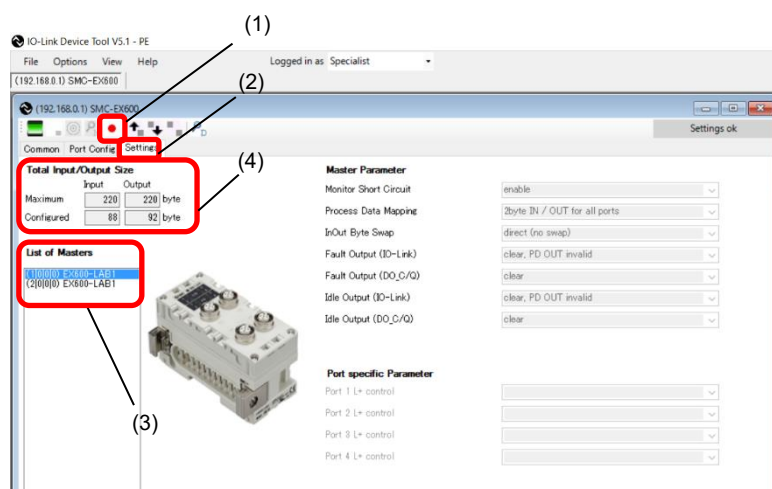 (1)
IO-Link Device Tool V5.1 - PE
File Options View Help Logged in as Specialist
(192.168.0.1) SMC-EX600
(2)
(192.168.0.1) SMC-EX600
Settings ok
Common Port Config Settings
(4)
Total Input/Output Size
Input Output
Maximum 220 220 byte
Configured 88 92 byte
List of Masters
(1|0|0|0) EX600-LAB1
(2|0|0|0) EX600-LAB1
(3)
Master Parameter
Monitor Short Circuit enable
Process Data Mapping 2byte IN / OUT for all ports
InOut Byte Swap direct (no swap)
Fault Output (IO-Link) clear, PD OUT invalid
Fault Output (DO_C/Q) clear
Idle Output (IO-Link) clear, PD OUT invalid
Idle Output (DO_C/Q) clear
Port specific Parameter
Port 1 L+ control
Port 2 L+ control
Port 3 L+ control
Port 4 L+ control